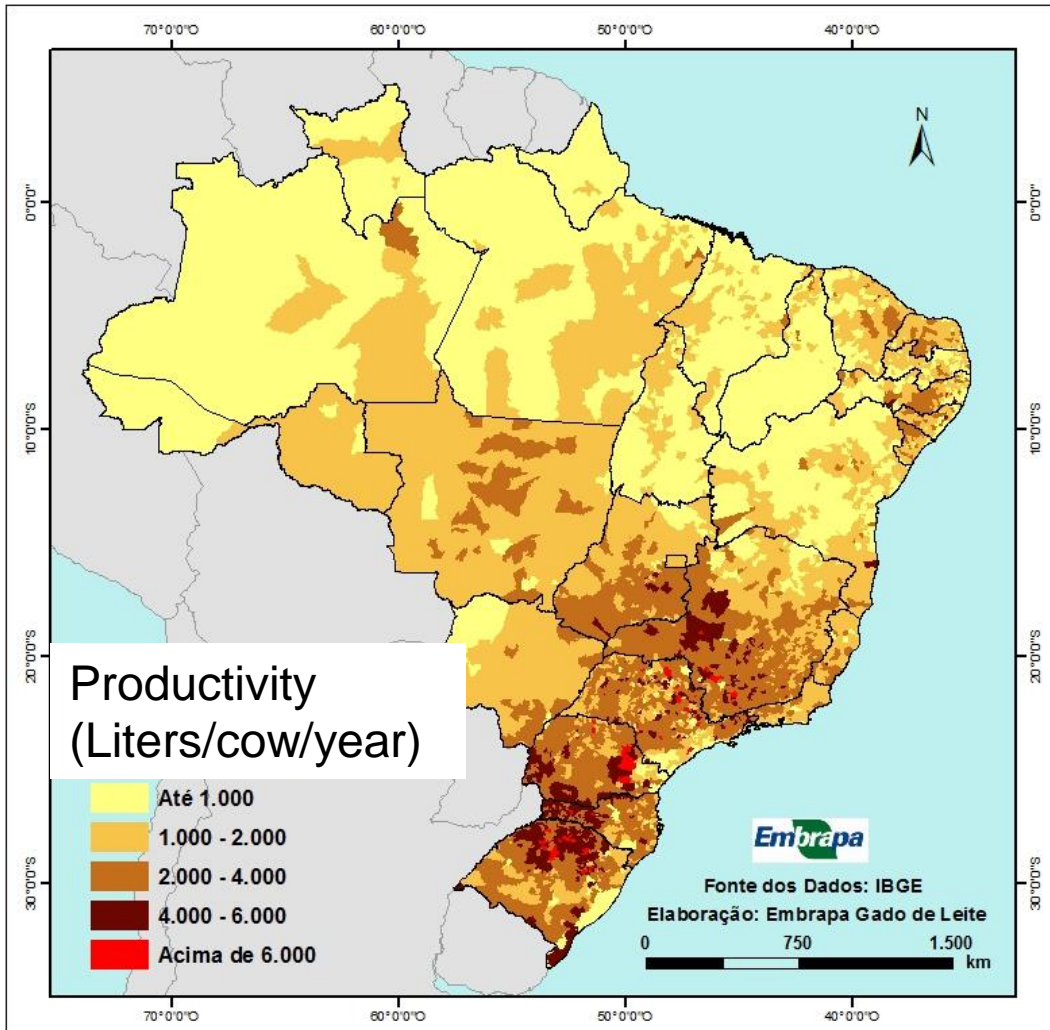 70°0'0"O 60°0'0"O 50°0'0"O 40°0'0"O
N
0°0'0" 0°0'0"
10°0'0"S 10°0'0"S
20°0'0"S 20°0'0"S
30°0'0"S 30°0'0"S
Productivity
(Liters/cow/year)
Até 1.000
1.000 - 2.000
2.000 - 4.000
4.000 - 6.000
Acima de 6.000
Embrapa
Fonte dos Dados: IBGE
Elaboração: Embrapa Gado de Leite
0 750 1.500
km
70°0'0"O 60°0'0"O 50°0'0"O 40°0'0"O